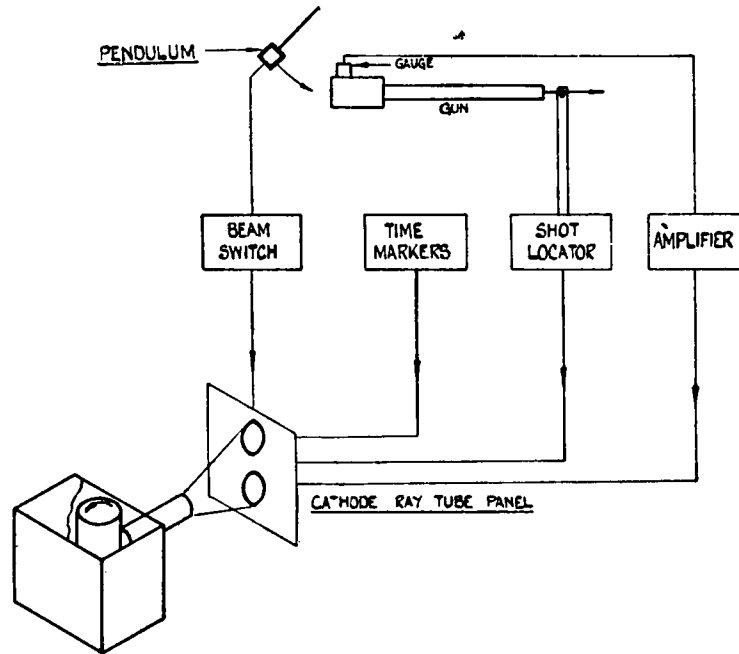 PENDULUM
GAUGE
GUN
BEAM
SWITCH
TIME
MARKERS
SHOT
LOCATOR
AMPLIFIER
CATHODE RAY TUBE PANEL